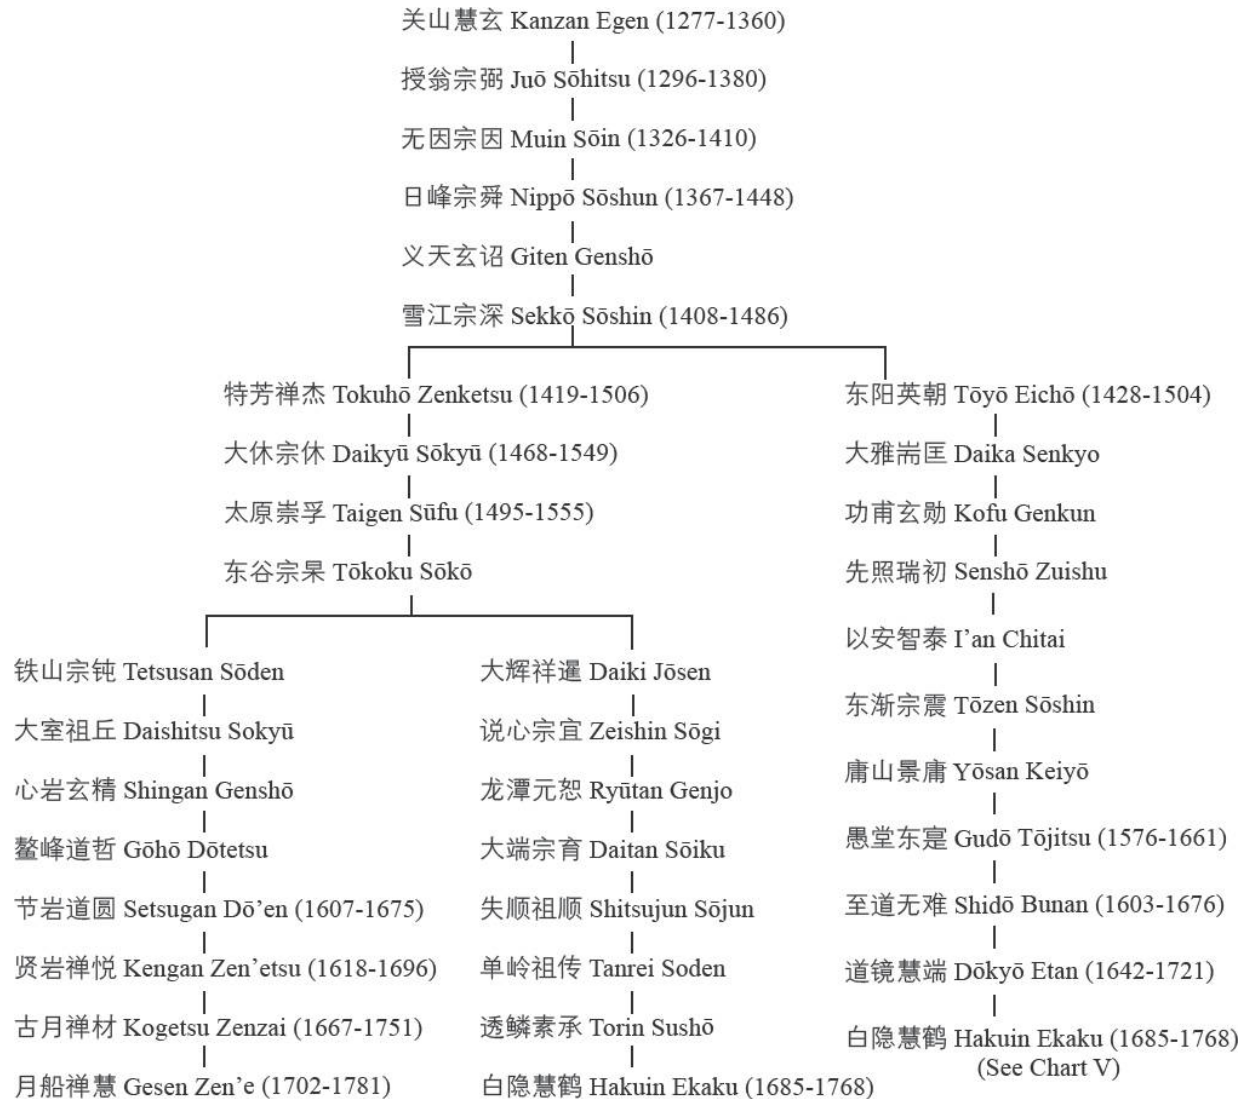 关山慧玄 Kanzan Egen (1277-1360)
授翁宗弼 Juō Sōhitsu (1296-1380)
无因宗因 Muin Sōin (1326-1410)
日峰宗舜 Nippō Sōshun (1367-1448)
义天玄诏 Giten Genshō
雪江宗深 Sekkō Sōshin (1408-1486)
特芳禅杰 Tokuhō Zenketsu (1419-1506)
大休宗休 Daikyū Sōkyū (1468-1549)
太原崇孚 Taigen Sūfu (1495-1555)
东谷宗杲 Tōkoku Sōkō
铁山宗钝 Tetsusan Sōden
大室祖丘 Daishitsu Sokyū
心岩玄精 Shingan Genshō
鳌峰道哲 Gōhō Dōtetsu
节岩道圆 Setsugan Dō’en (1607-1675)
贤岩禅悦 Kengan Zen’etsu (1618-1696)
古月禅材 Kogetsu Zenzai (1667-1751)
月船禅慧 Gesen Zen’e (1702-1781)
大辉祥暹 Daiki Jōsen
说心宗宜 Zeishin Sōgi
龙潭元恕 Ryūtan Genjo
大端宗育 Daitan Sōiku
失顺祖顺 Shitsujun Sōjun
单岭祖传 Tanrei Soden
透鳞素承 Torin Sushō
白隐慧鹤 Hakuin Ekaku (1685-1768)
东阳英朝 Tōyō Eichō (1428-1504)
大雅耑匡 Daika Senkyo
功甫玄勋 Kofu Genkun
先照瑞初 Senshō Zuishu
以安智泰 I’an Chitai
东渐宗震 Tōzen Sōshin
庸山景庸 Yōsan Keiyō
愚堂东寔 Gudō Tōjitsu (1576-1661)
至道无难 Shidō Bunan (1603-1676)
道镜慧端 Dōkyō Etan (1642-1721)
白隐慧鹤 Hakuin Ekaku (1685-1768)
(See Chart V)